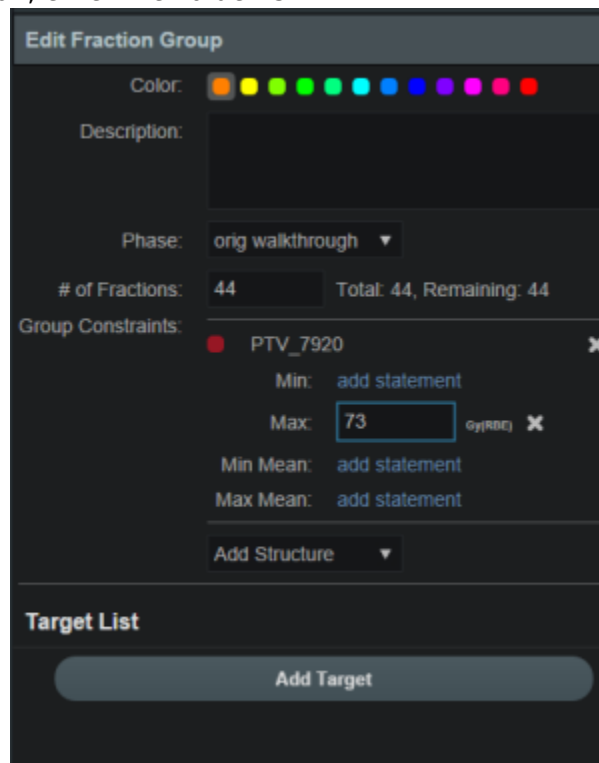 Edit Fraction Group
Color:
Description:
Phase: orig walkthrough
# of Fractions: 44 Total: 44, Remaining: 44
Group Constraints:
PTV_7920
Min: add statement
Max: 73 Gy(RBE)
Min Mean: add statement
Max Mean: add statement
Add Structure
Target List
Add Target